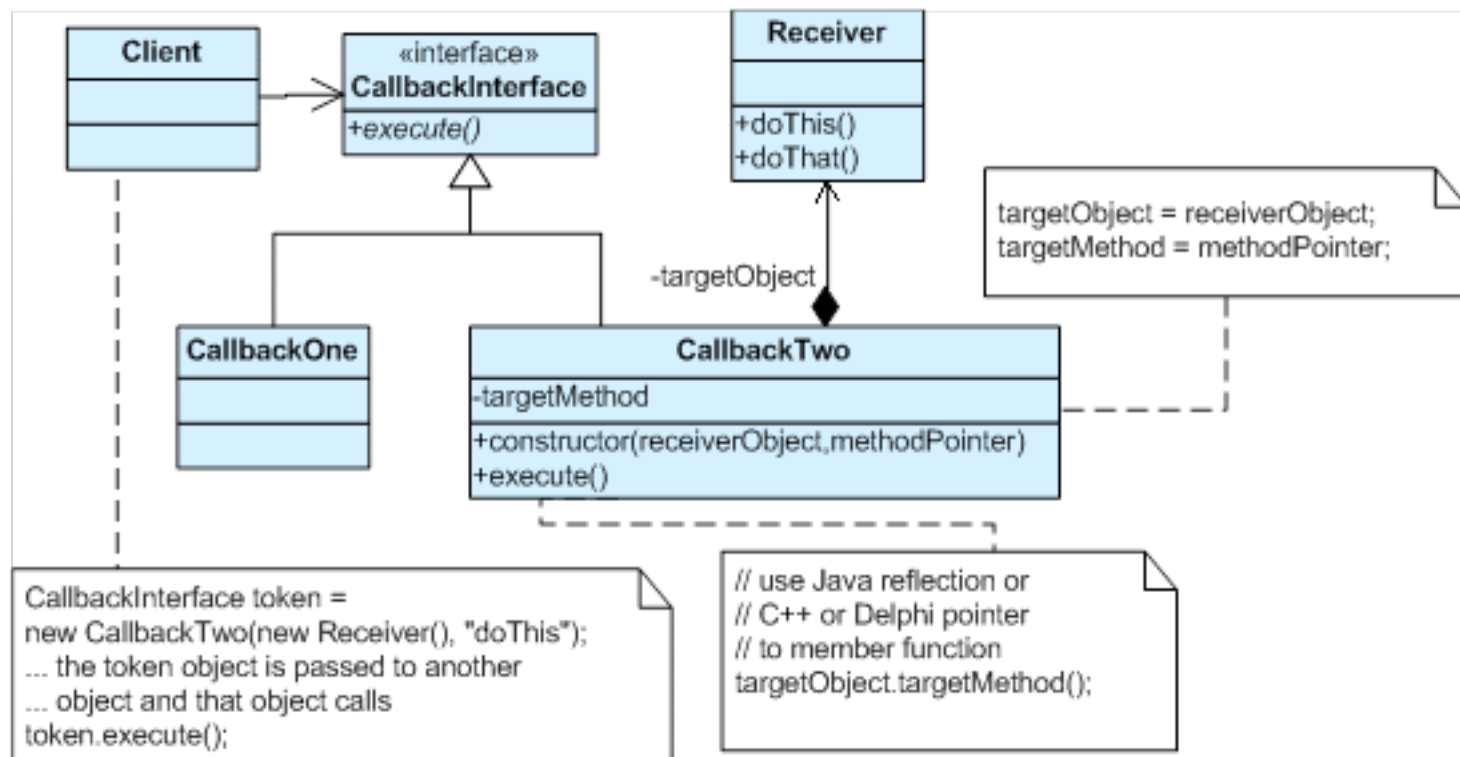 Client
«interface»
CallbackInterface
+execute()
Receiver
+doThis()
+doThat()
targetObject = receiverObject;
targetMethod = methodPointer;
-targetObject
CallbackOne
CallbackTwo
-targetMethod
+constructor(receiverObject,methodPointer)
+execute()
CallbackInterface token =
new CallbackTwo(new Receiver(), "doThis");
... the token object is passed to another
... object and that object calls
token.execute();
// use Java reflection or
// C++ or Delphi pointer
// to member function
targetObject.targetMethod();